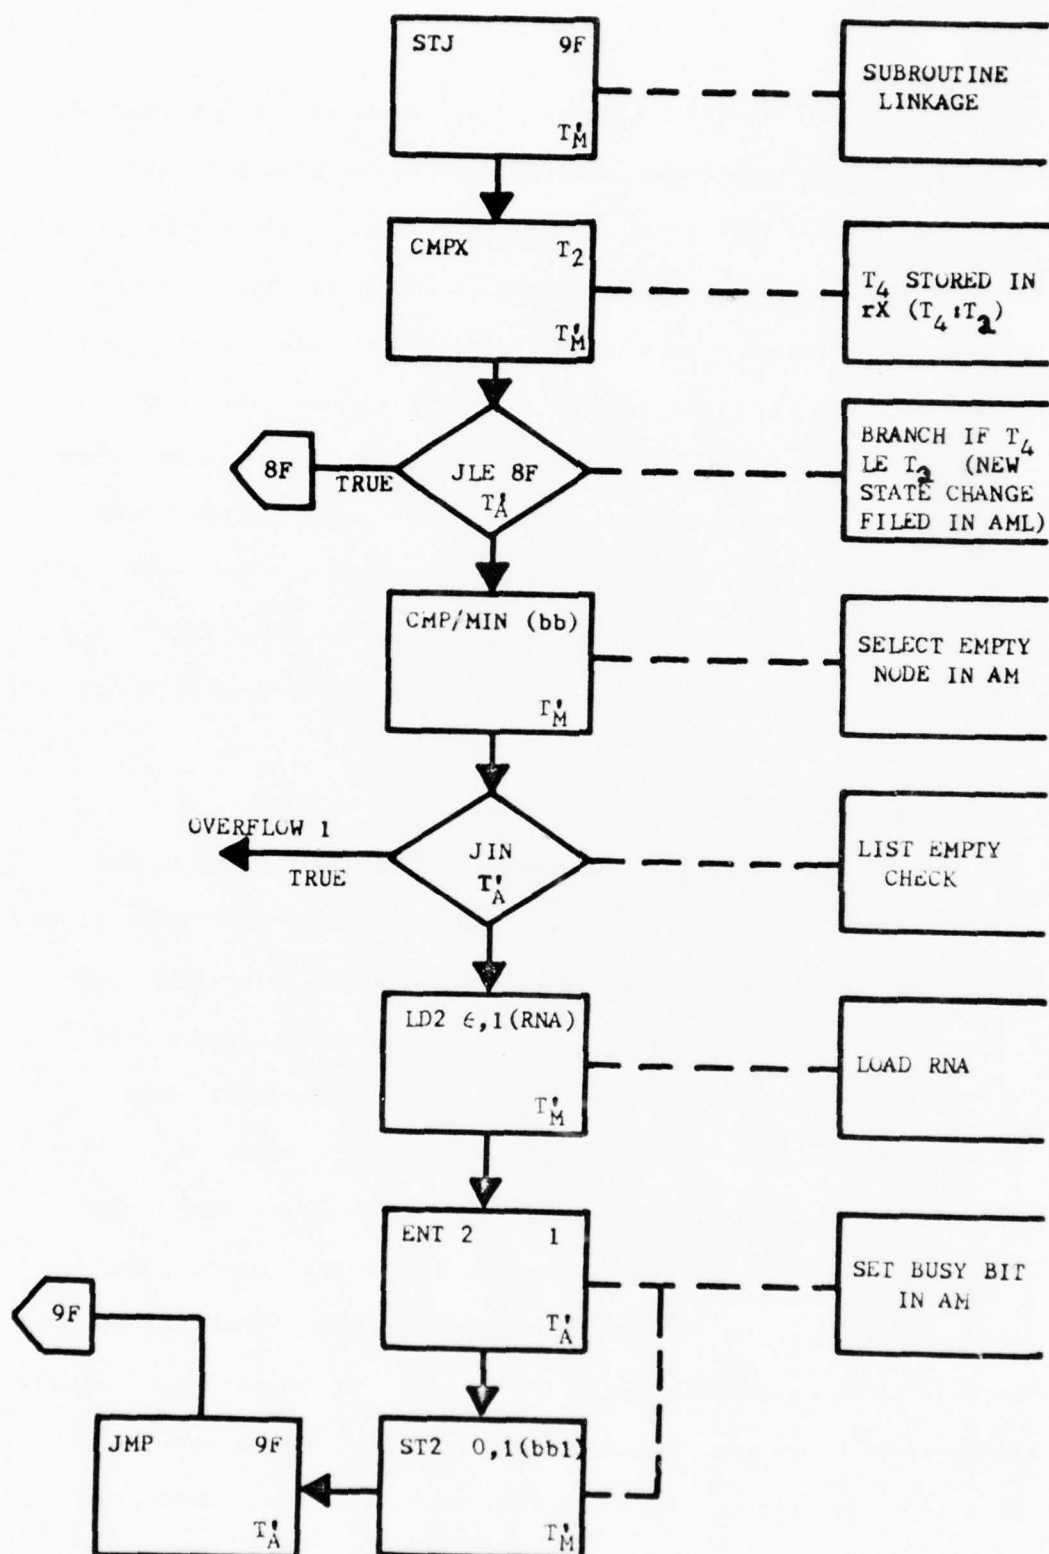 STJ 9F
T'M
SUBROUTINE
LINKAGE
CMPX T2
T'M
T4 STORED IN
rX (T4:T2)
8F
TRUE
JLE 8F
T'A
BRANCH IF T4
LE T2 (NEW
STATE CHANGE
FILED IN AML)
CMP/MIN (bb)
T'M
SELECT EMPTY
NODE IN AM
OVERFLOW 1
TRUE
JIN
T'A
LIST EMPTY
CHECK
LD2 ϵ,1(RNA)
T'M
LOAD RNA
ENT 2 1
T'A
SET BUSY BIT
IN AM
9F
JMP 9F
T'A
ST2 0,1(bb1)
T'M